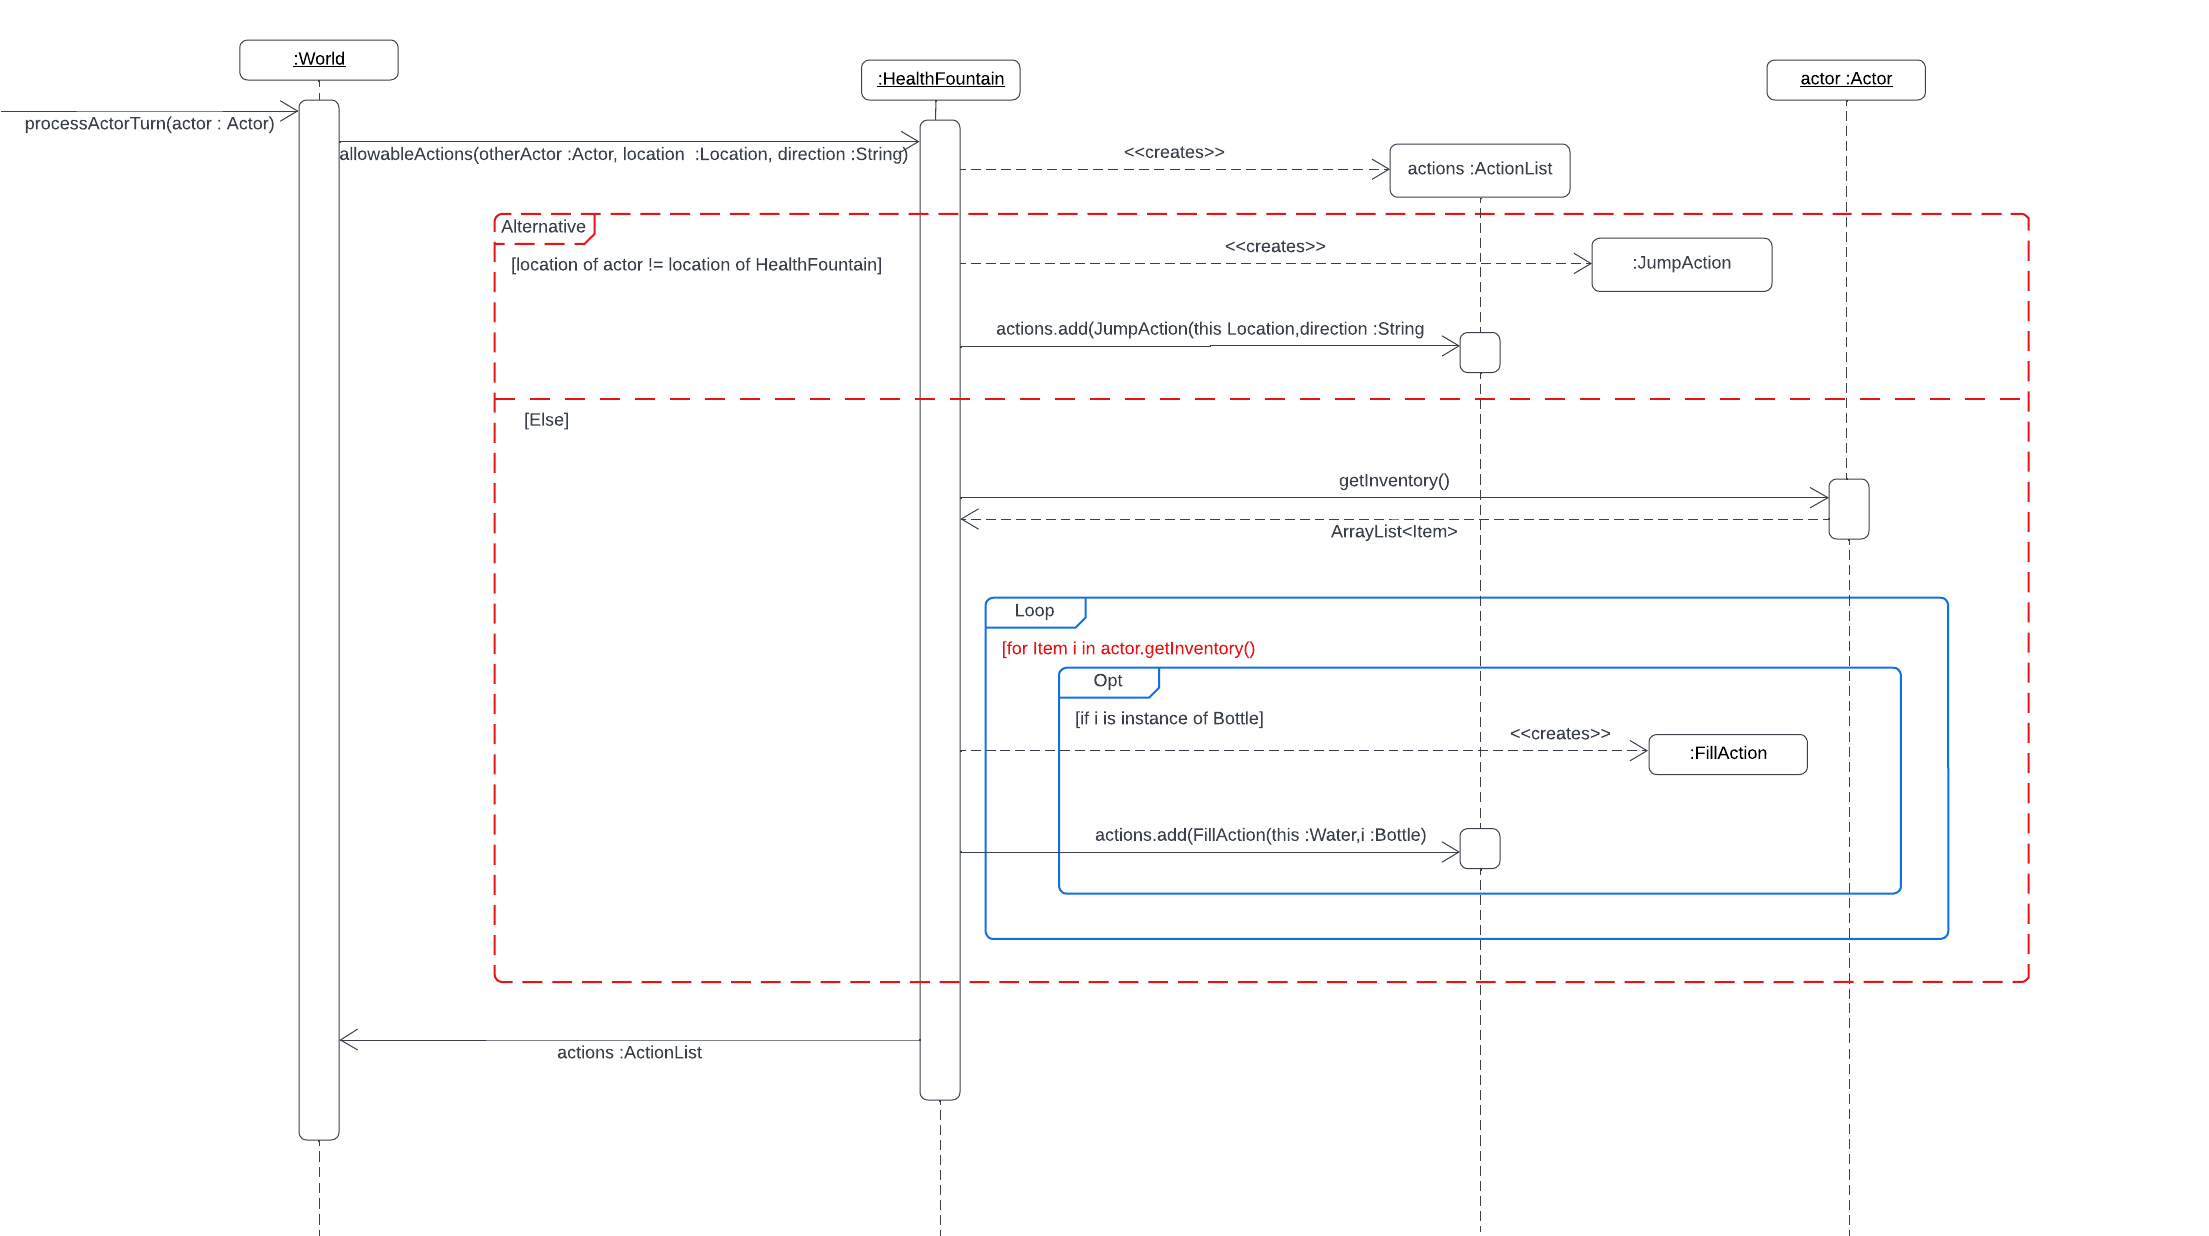 :World
:HealthFountain
actor :Actor
processActorTurn(actor : Actor)
allowableActions(otherActor :Actor, location  :Location, direction :String)
<<creates>>
actions :ActionList
Alternative
[location of actor != location of HealthFountain]
<<creates>>
:JumpAction
actions.add(JumpAction(this Location,direction :String
[Else]
getInventory()
ArrayList<Item>
Loop
[for Item i in actor.getInventory()
Opt
[if i is instance of Bottle]
<<creates>>
:FillAction
actions.add(FillAction(this :Water,i :Bottle)
actions :ActionList